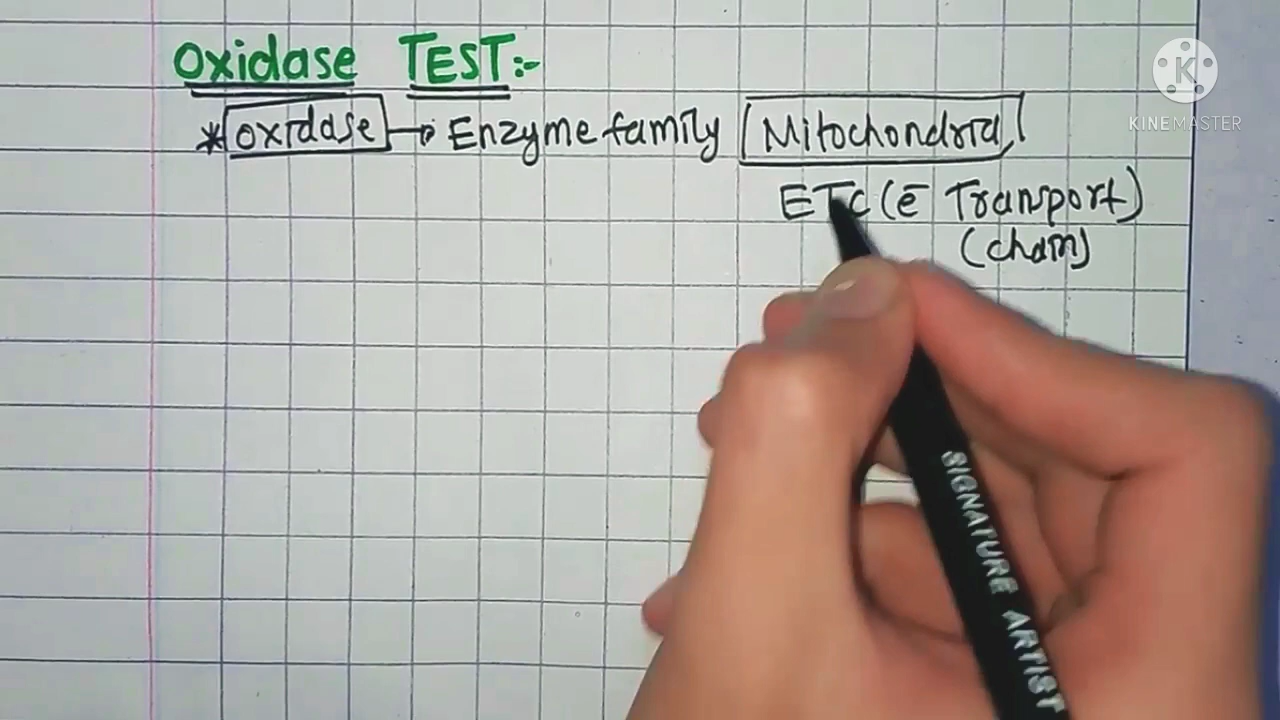 Oxidase TEST:-
* oxidase → Enzyme family Mitochondria
ETC (ē Transport)
(chain)
K
KINEMASTER
SIGNATURE ARTIST